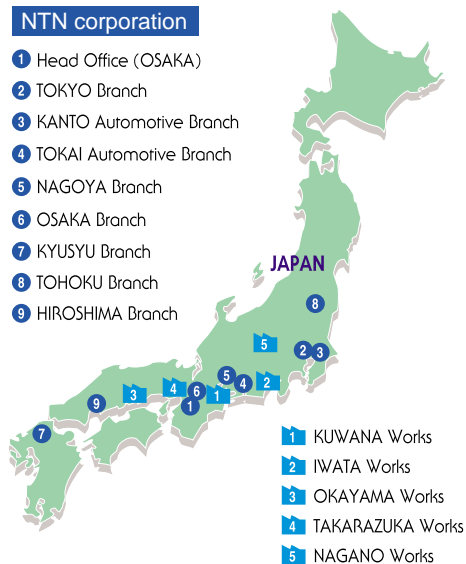 NTN corporation
1 Head Office (OSAKA)
2 TOKYO Branch
3 KANTO Automotive Branch
4 TOKAI Automotive Branch
5 NAGOYA Branch
6 OSAKA Branch
7 KYUSYU Branch
8 TOHOKU Branch
9 HIROSHIMA Branch
JAPAN
8
5
2 3
5 4 2
3 4 6 1
9 1
7
1 KUWANA Works
2 IWATA Works
3 OKAYAMA Works
4 TAKARAZUKA Works
5 NAGANO Works